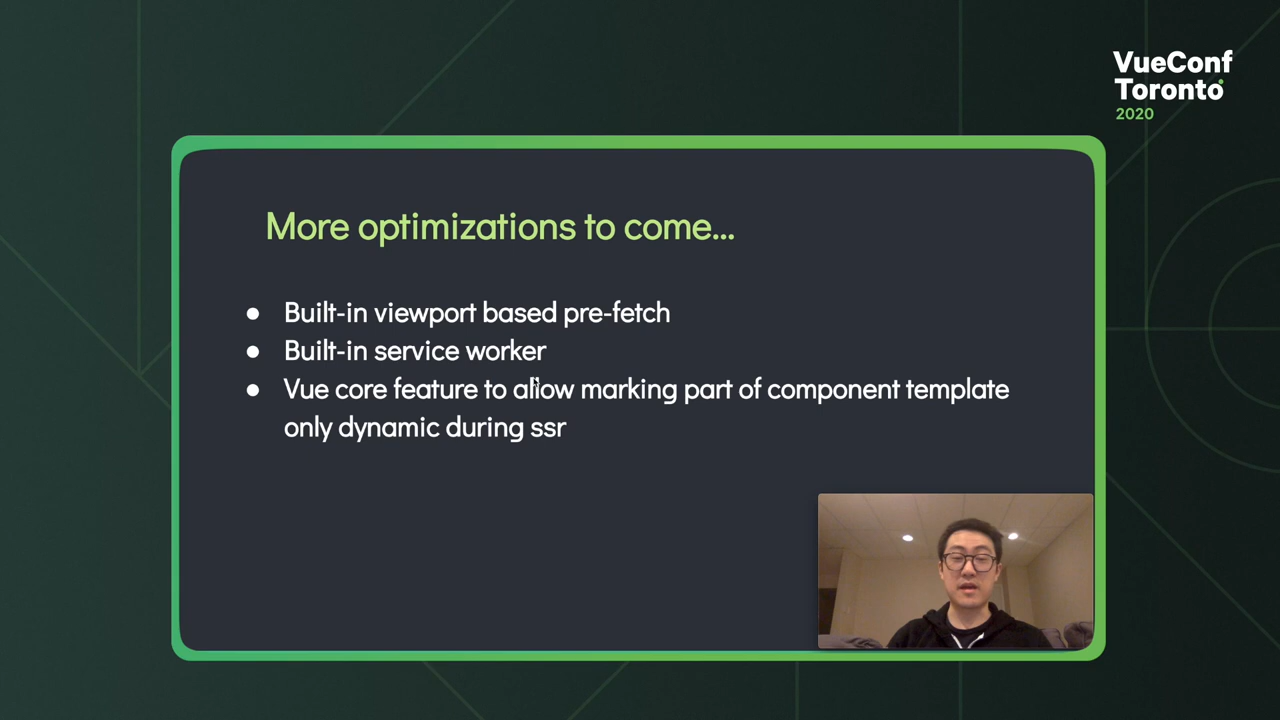 VueConf
Toronto
2020
More optimizations to come...
● Built-in viewport based pre-fetch
● Built-in service worker
● Vue core feature to allow marking part of component template
only dynamic during ssr